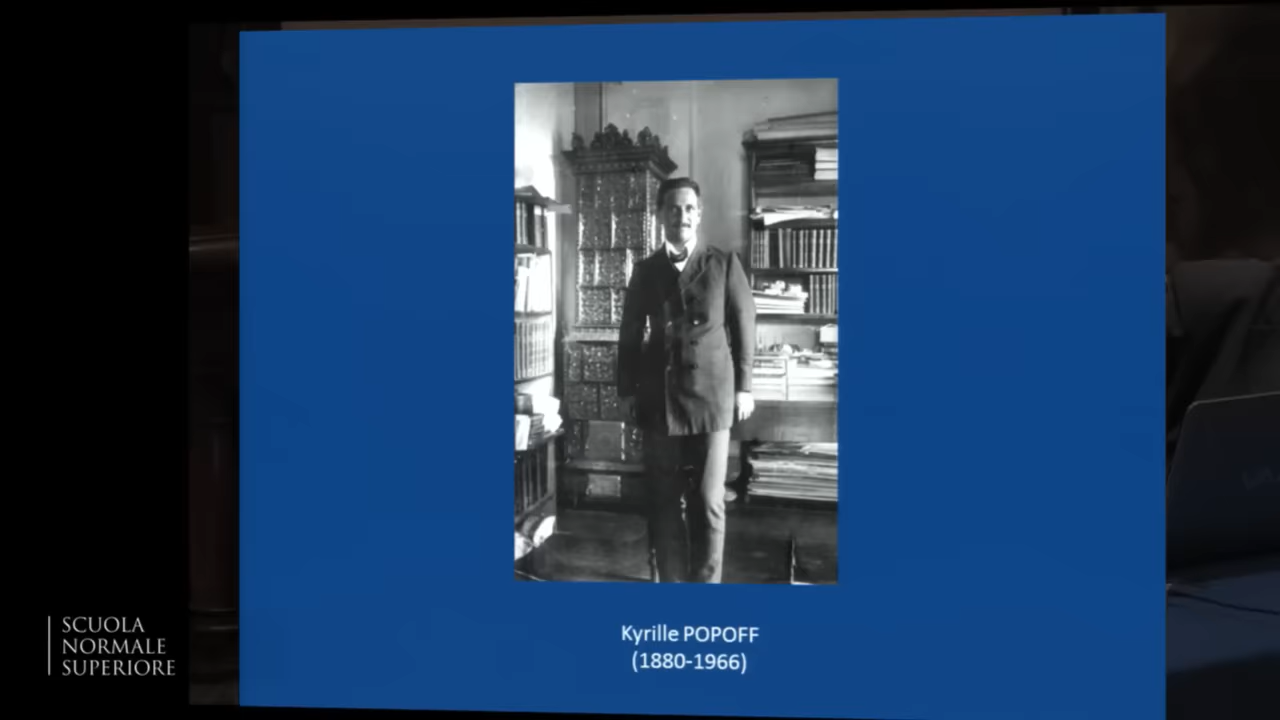 Kyrille POPOFF
(1880-1966)
SCUOLA
NORMALE
SUPERIORE